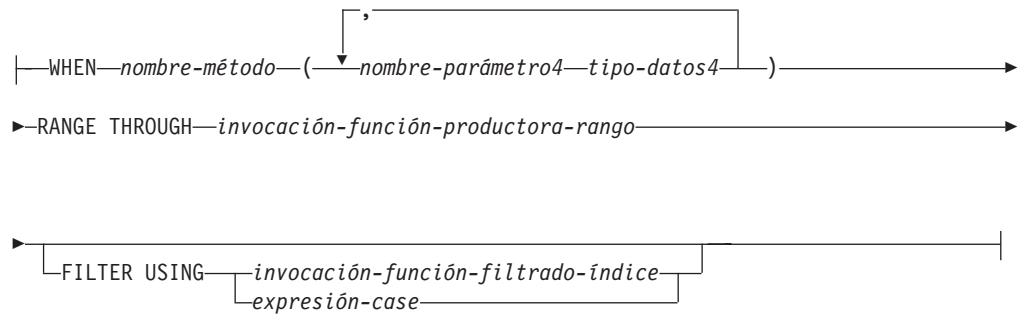 ,
WHEN nombre-método ( nombre-parámetro4 tipo-datos4 )
RANGE THROUGH invocación-función-productora-rango
FILTER USING invocación-función-filtrado-índice
expresión-case